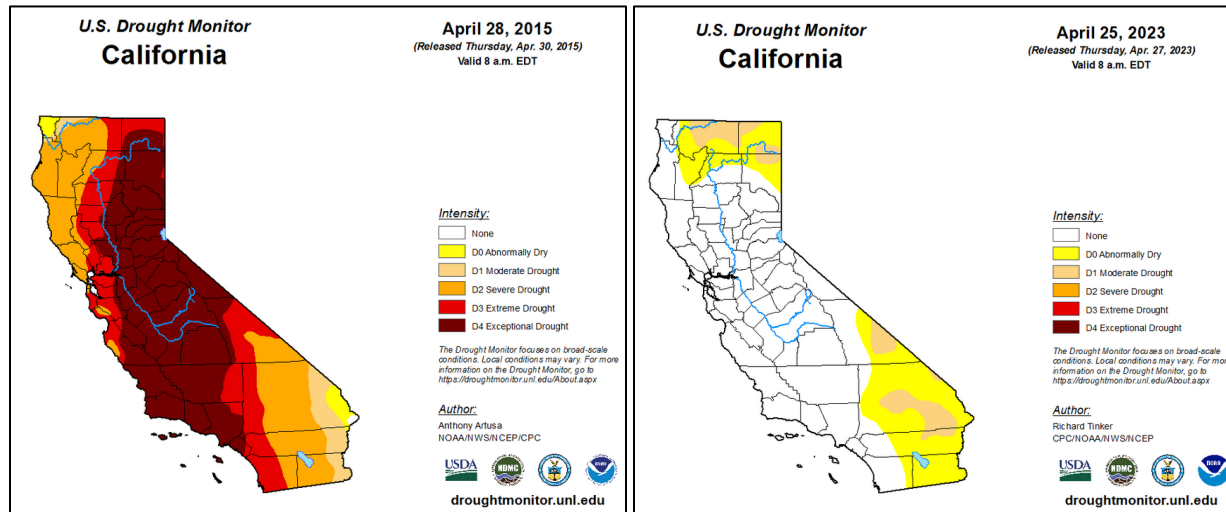 U.S. Drought Monitor
California
April 28, 2015
(Released Thursday, Apr. 30, 2015)
Valid 8 a.m. EDT
Intensity:
None
D0 Abnormally Dry
D1 Moderate Drought
D2 Severe Drought
D3 Extreme Drought
D4 Exceptional Drought
The Drought Monitor focuses on broad-scale
conditions. Local conditions may vary. For more
information on the Drought Monitor, go to
https://droughtmonitor.unl.edu/About.aspx
Author:
Anthony Artusa
NOAA/NWS/NCEP/CPC
USDA
NDMC
droughtmonitor.unl.edu
U.S. Drought Monitor
California
April 25, 2023
(Released Thursday, Apr. 27, 2023)
Valid 8 a.m. EDT
Intensity:
None
D0 Abnormally Dry
D1 Moderate Drought
D2 Severe Drought
D3 Extreme Drought
D4 Exceptional Drought
The Drought Monitor focuses on broad-scale
conditions. Local conditions may vary. For more
information on the Drought Monitor, go to
https://droughtmonitor.unl.edu/About.aspx
Author:
Richard Tinker
CPC/NOAA/NWS/NCEP
USDA
NDMC
droughtmonitor.unl.edu